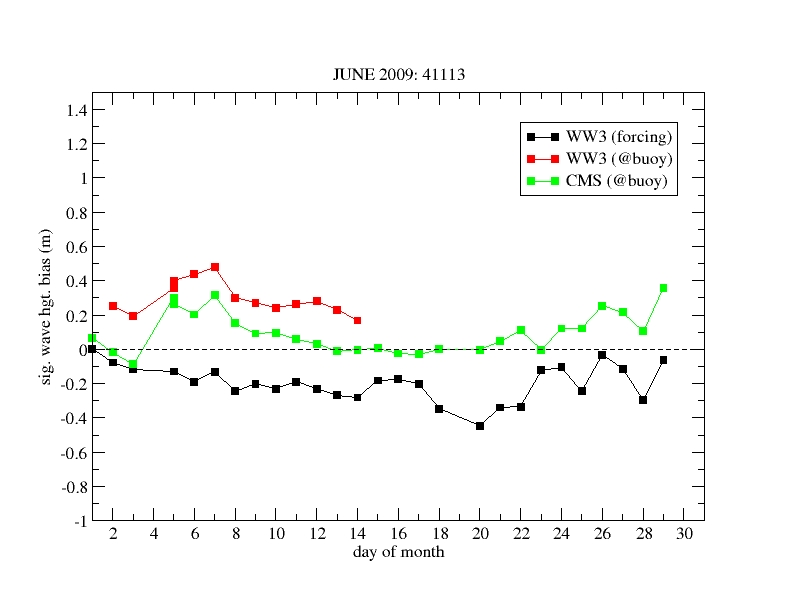 JUNE 2009: 41113
WW3 (forcing)
WW3 (@buoy)
CMS (@buoy)
sig. wave hgt. bias (m)
1.4
1.2
1
0.8
0.6
0.4
0.2
0
-0.2
-0.4
-0.6
-0.8
-1
2 4 6 8 10 12 14 16 18 20 22 24 26 28 30
day of month